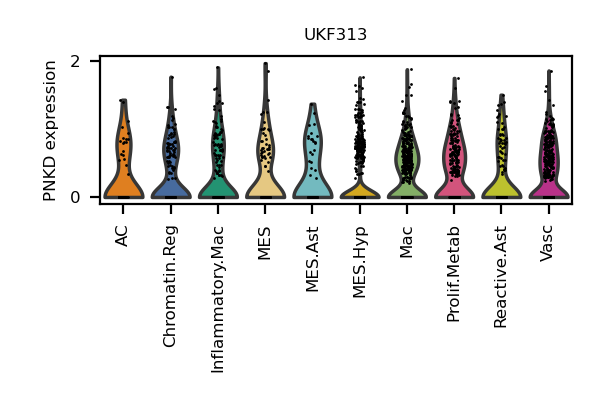 UKF313
PNKD expression
2
0
AC
Chromatin.Reg
Inflammatory.Mac
MES
MES.Ast
MES.Hyp
Mac
Prolif.Metab
Reactive.Ast
Vasc